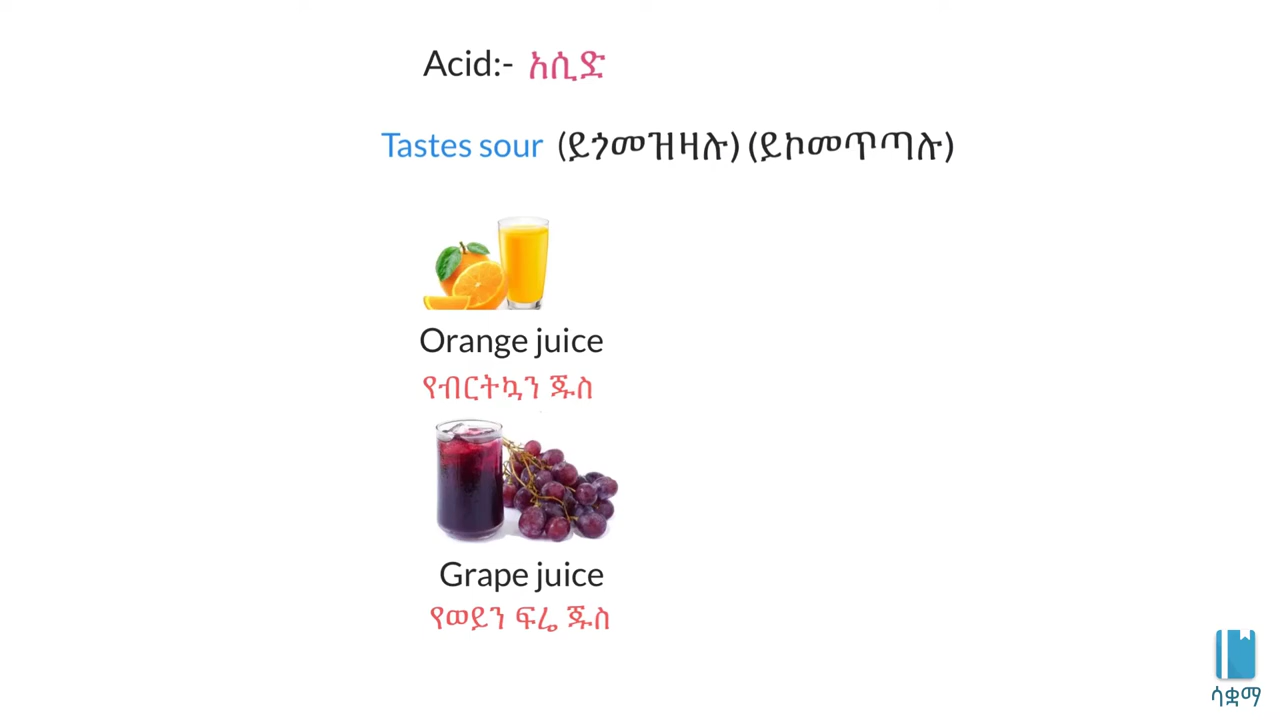 Acid:- አሲድ
Tastes sour (ይጎመዝዛሉ) (ይኮመጥጣሉ)
Orange juice
የብርትኳን ጁስ
Grape juice
የወይን ፍሬ ጁስ
ሳቋማ